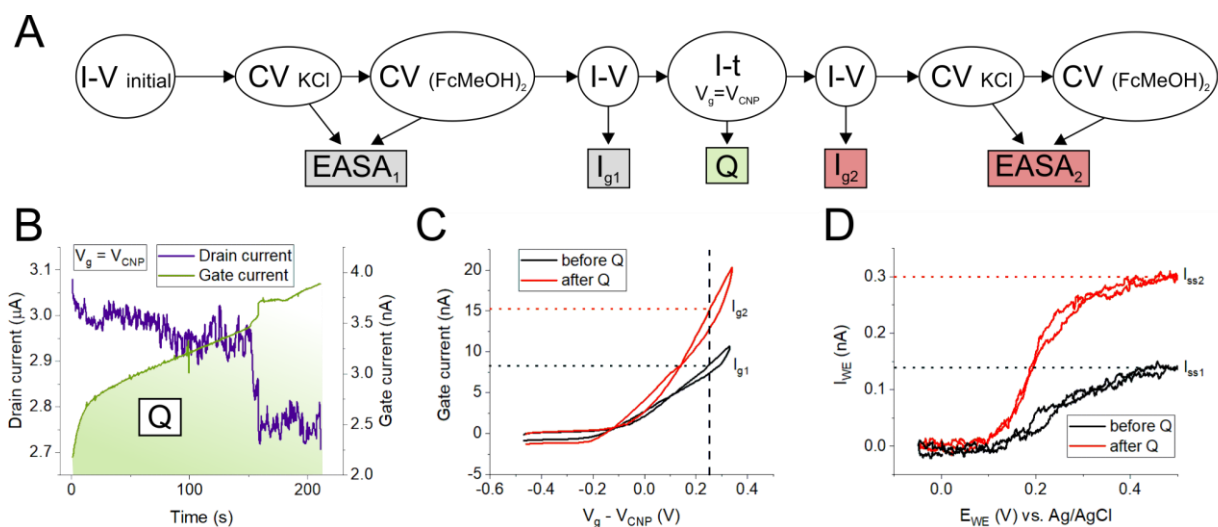 A
I-V initial
CV KCl
CV (FcMeOH)2
I-V
I-t
Vg=VCNP
I-V
CV KCl
CV (FcMeOH)2
EASA1
Ig1
Q
Ig2
EASA2
B
Vg = VCNP
Drain current
Gate current
3.1
3.0
2.9
2.8
2.7
Drain current (µA)
4.0
3.5
3.0
2.5
2.0
Gate current (nA)
Q
0
100
200
Time (s)
C
before Q
after Q
25
20
15
10
5
0
-5
Gate current (nA)
Ig2
Ig1
-0.6
-0.4
-0.2
0.0
0.2
0.4
Vg - VCNP (V)
D
0.3
0.2
0.1
0.0
IWE (nA)
Iss2
Iss1
before Q
after Q
0.0
0.2
0.4
EWE (V) vs. Ag/AgCl